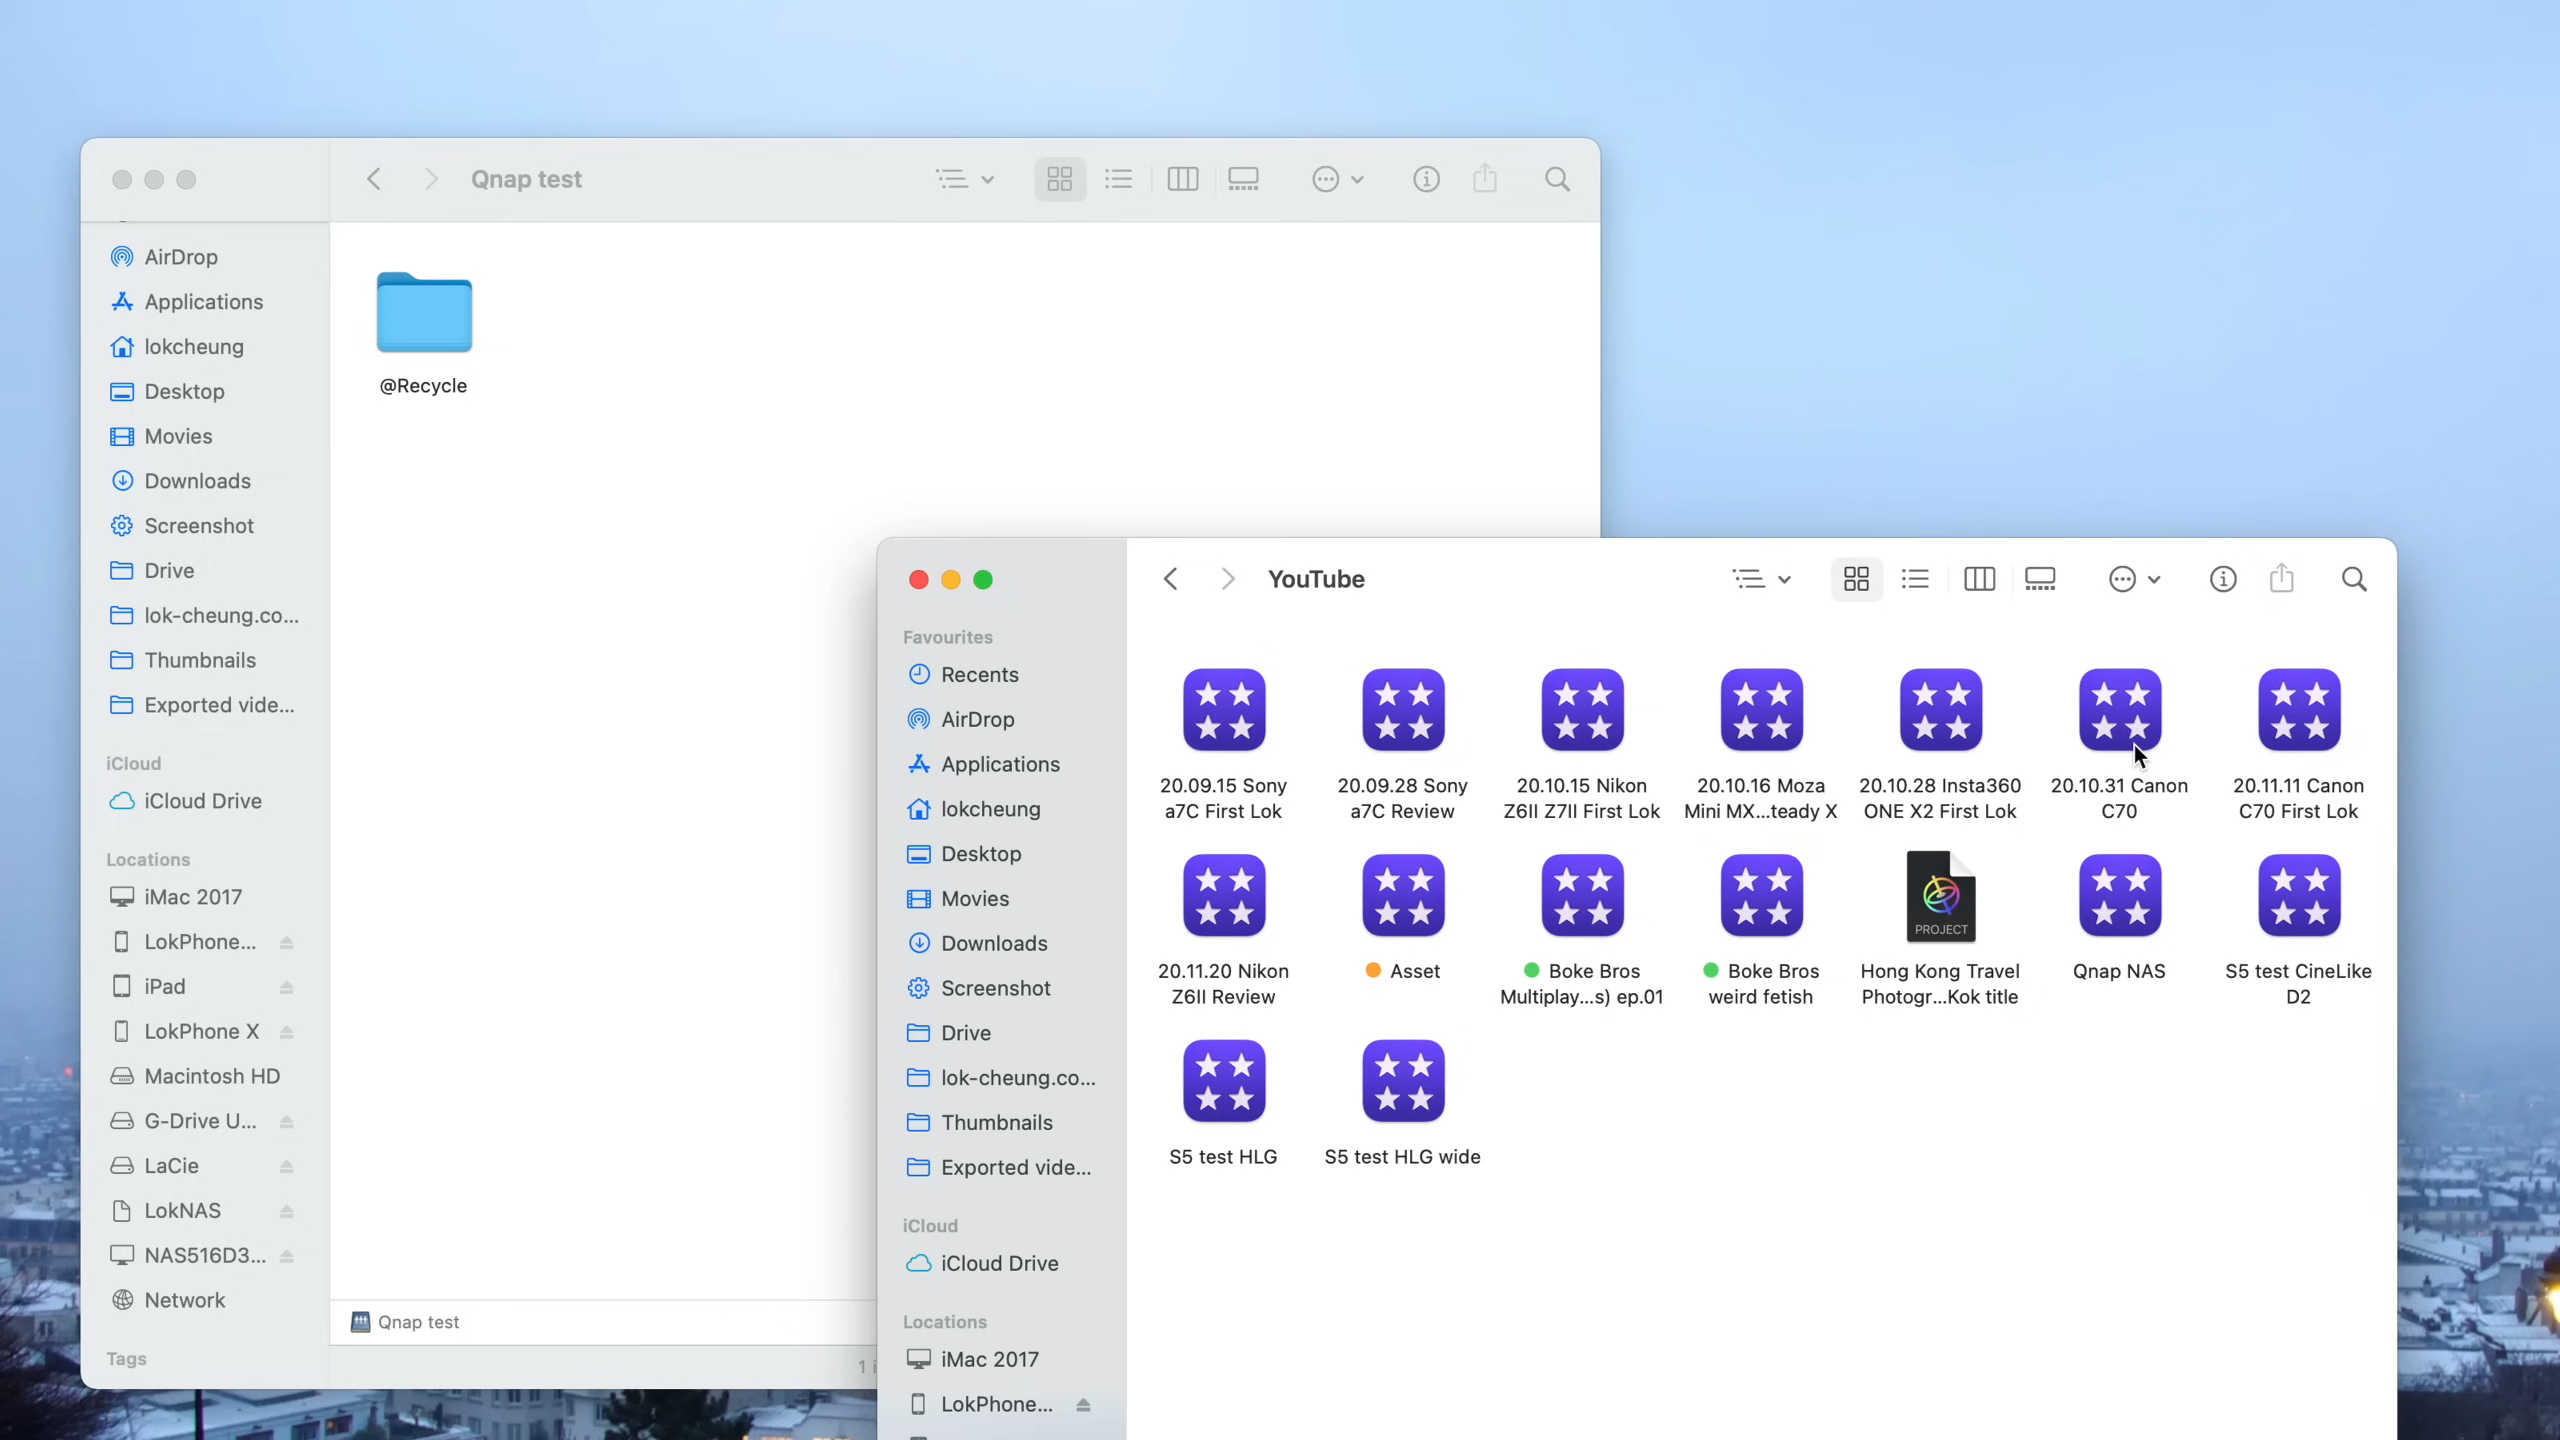 Qnap test
AirDrop
Applications
lokcheung
Desktop
Movies
Downloads
Screenshot
Drive
lok-cheung.co...
Thumbnails
Exported vide...
iCloud
iCloud Drive
Locations
iMac 2017
LokPhone...
iPad
LokPhone X
Macintosh HD
G-Drive U...
LaCie
LokNAS
NAS516D3...
Network
Tags
@Recycle
Qnap test
YouTube
Favourites
Recents
AirDrop
Applications
lokcheung
Desktop
Movies
Downloads
Screenshot
Drive
lok-cheung.co...
Thumbnails
Exported vide...
iCloud
iCloud Drive
Locations
iMac 2017
LokPhone...
20.09.15 Sony
a7C First Lok
20.09.28 Sony
a7C Review
20.10.15 Nikon
Z6II Z7II First Lok
20.10.16 Moza
Mini MX...teady X
20.10.28 Insta360
ONE X2 First Lok
20.10.31 Canon
C70
20.11.11 Canon
C70 First Lok
20.11.20 Nikon
Z6II Review
Asset
Boke Bros
Multiplay...s) ep.01
Boke Bros
weird fetish
PROJECT
Hong Kong Travel
Photogr...Kok title
Qnap NAS
S5 test CineLike
D2
S5 test HLG
S5 test HLG wide